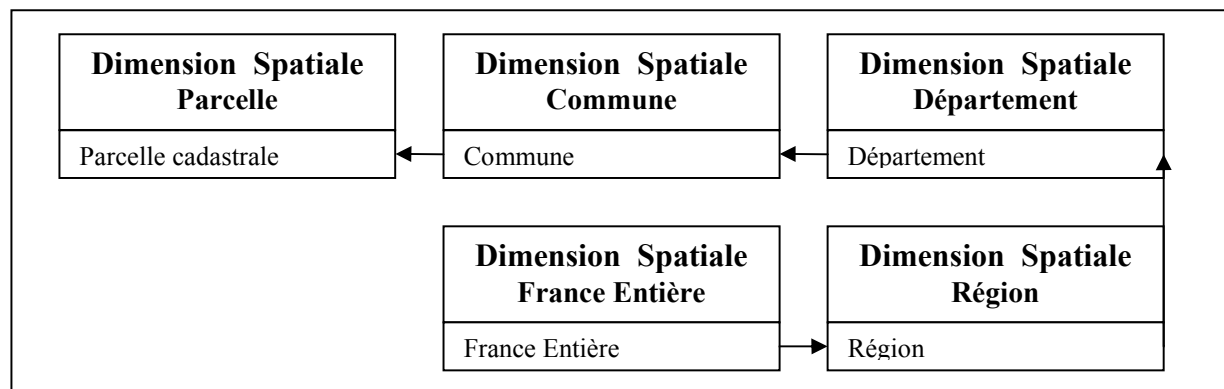 Dimension Spatiale
Parcelle
Parcelle cadastrale
Dimension Spatiale
Commune
Commune
Dimension Spatiale
Département
Département
Dimension Spatiale
France Entière
France Entière
Dimension Spatiale
Région
Région